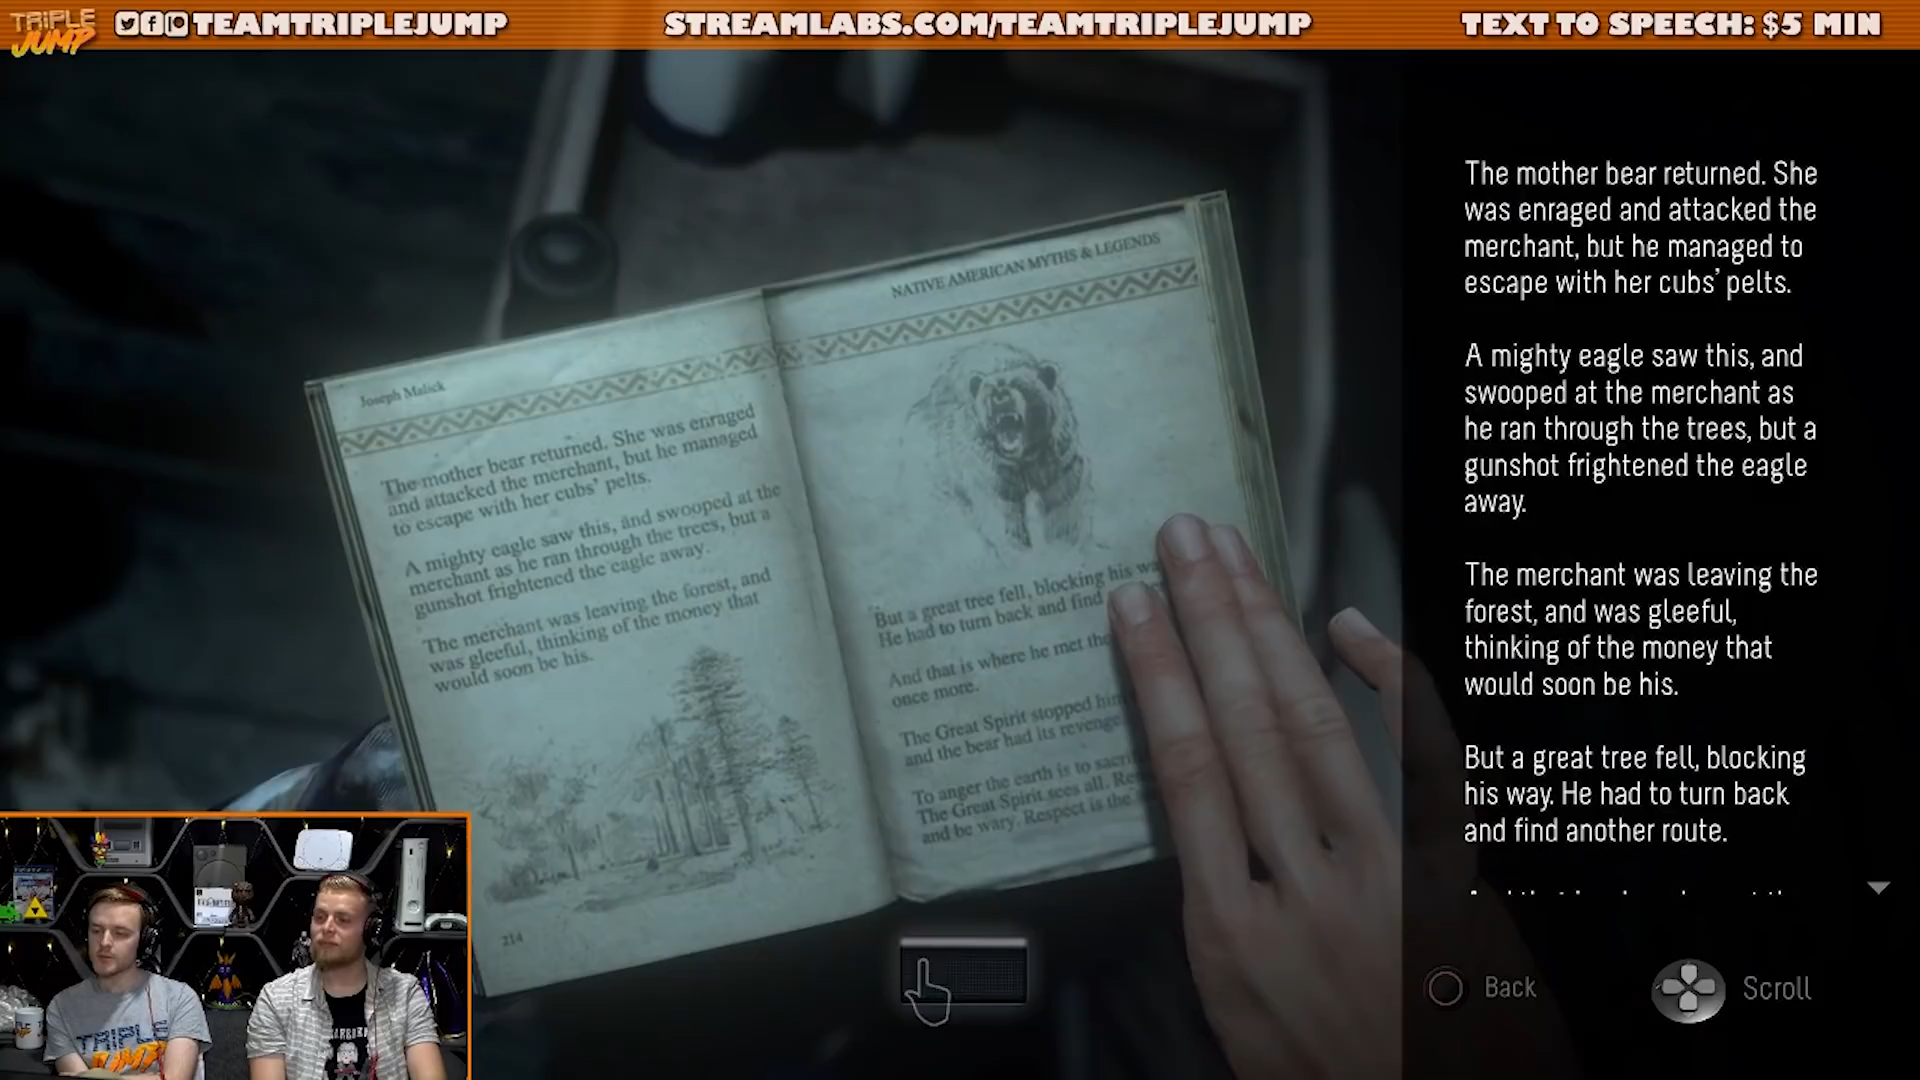 TRIPLE JUMP
TEAMTRIPLEJUMP
STREAMLABS.COM/TEAMTRIPLEJUMP
TEXT TO SPEECH: $5 MIN
Joseph Malick
The mother bear returned. She was enraged
and attacked the merchant, but he managed
to escape with her cubs' pelts.
A mighty eagle saw this, and swooped at the
merchant as he ran through the trees, but a
gunshot frightened the eagle away.
The merchant was leaving the forest, and
was gleeful, thinking of the money that
would soon be his.
214
NATIVE AMERICAN MYTHS & LEGENDS
But a great tree fell, blocking his
He had to turn back and find
And that is where he met the
once more.
The Great Spirit stopped
and the bear had its revenge
To anger the earth is to
The Great Spirit sees all.
and be wary. Respect is the
The mother bear returned. She
was enraged and attacked the
merchant, but he managed to
escape with her cubs' pelts.
A mighty eagle saw this, and
swooped at the merchant as
he ran through the trees, but a
gunshot frightened the eagle
away.
The merchant was leaving the
forest, and was gleeful,
thinking of the money that
would soon be his.
But a great tree fell, blocking
his way. He had to turn back
and find another route.
Back
Scroll
TRIPLE
JUMP